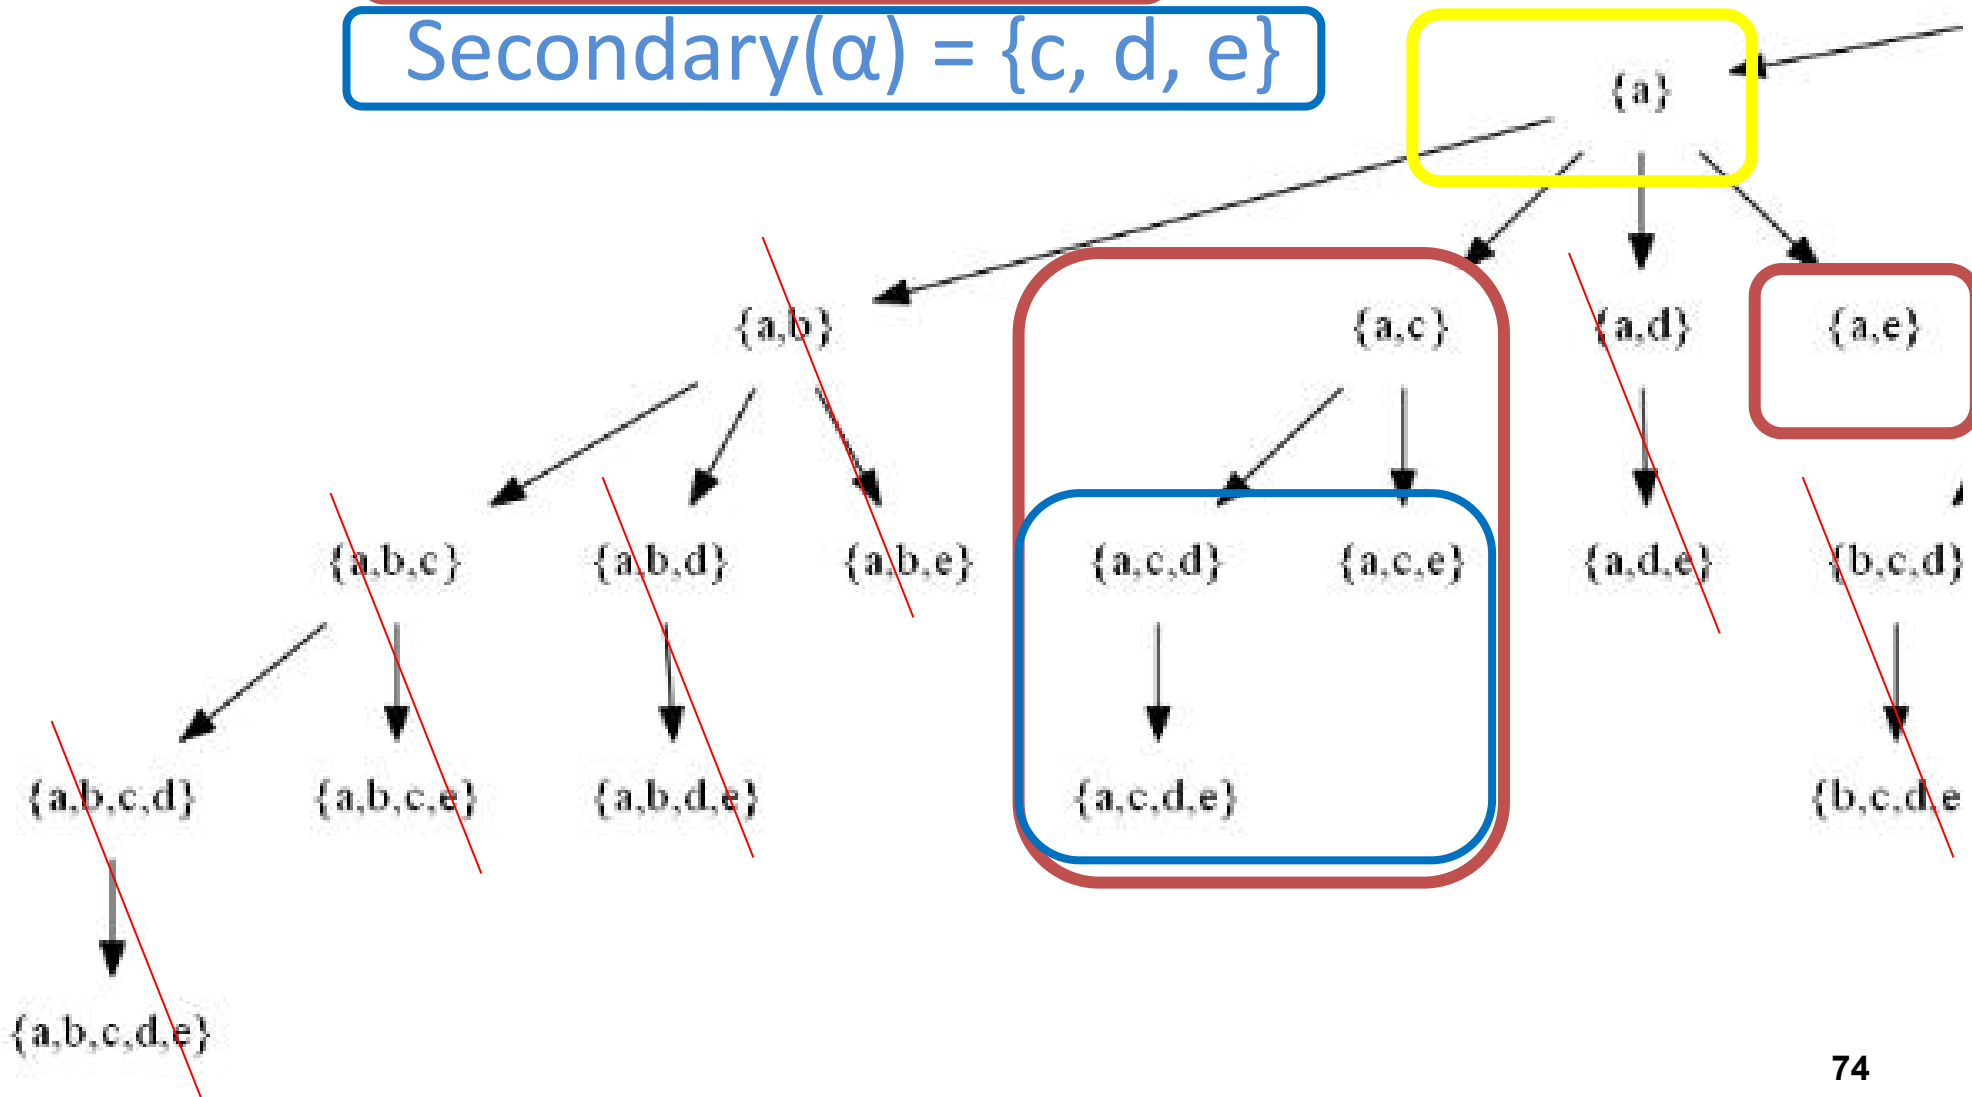 Secondary(α) = {c, d, e}
{a}
{a,b}
{a,c}
{a,d}
{a,e}
{a,b,c}
{a,b,d}
{a,b,e}
{a,c,d}
{a,c,e}
{a,d,e}
{b,c,d}
{a,b,c,d}
{a,b,c,e}
{a,b,d,e}
{a,c,d,e}
{b,c,d,e
{a,b,c,d,e}
74